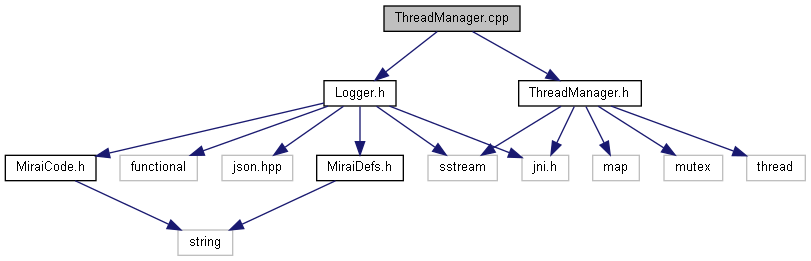 ThreadManager.cpp
Logger.h
ThreadManager.h
MiraiCode.h
functional
json.hpp
MiraiDefs.h
sstream
jni.h
map
mutex
thread
string